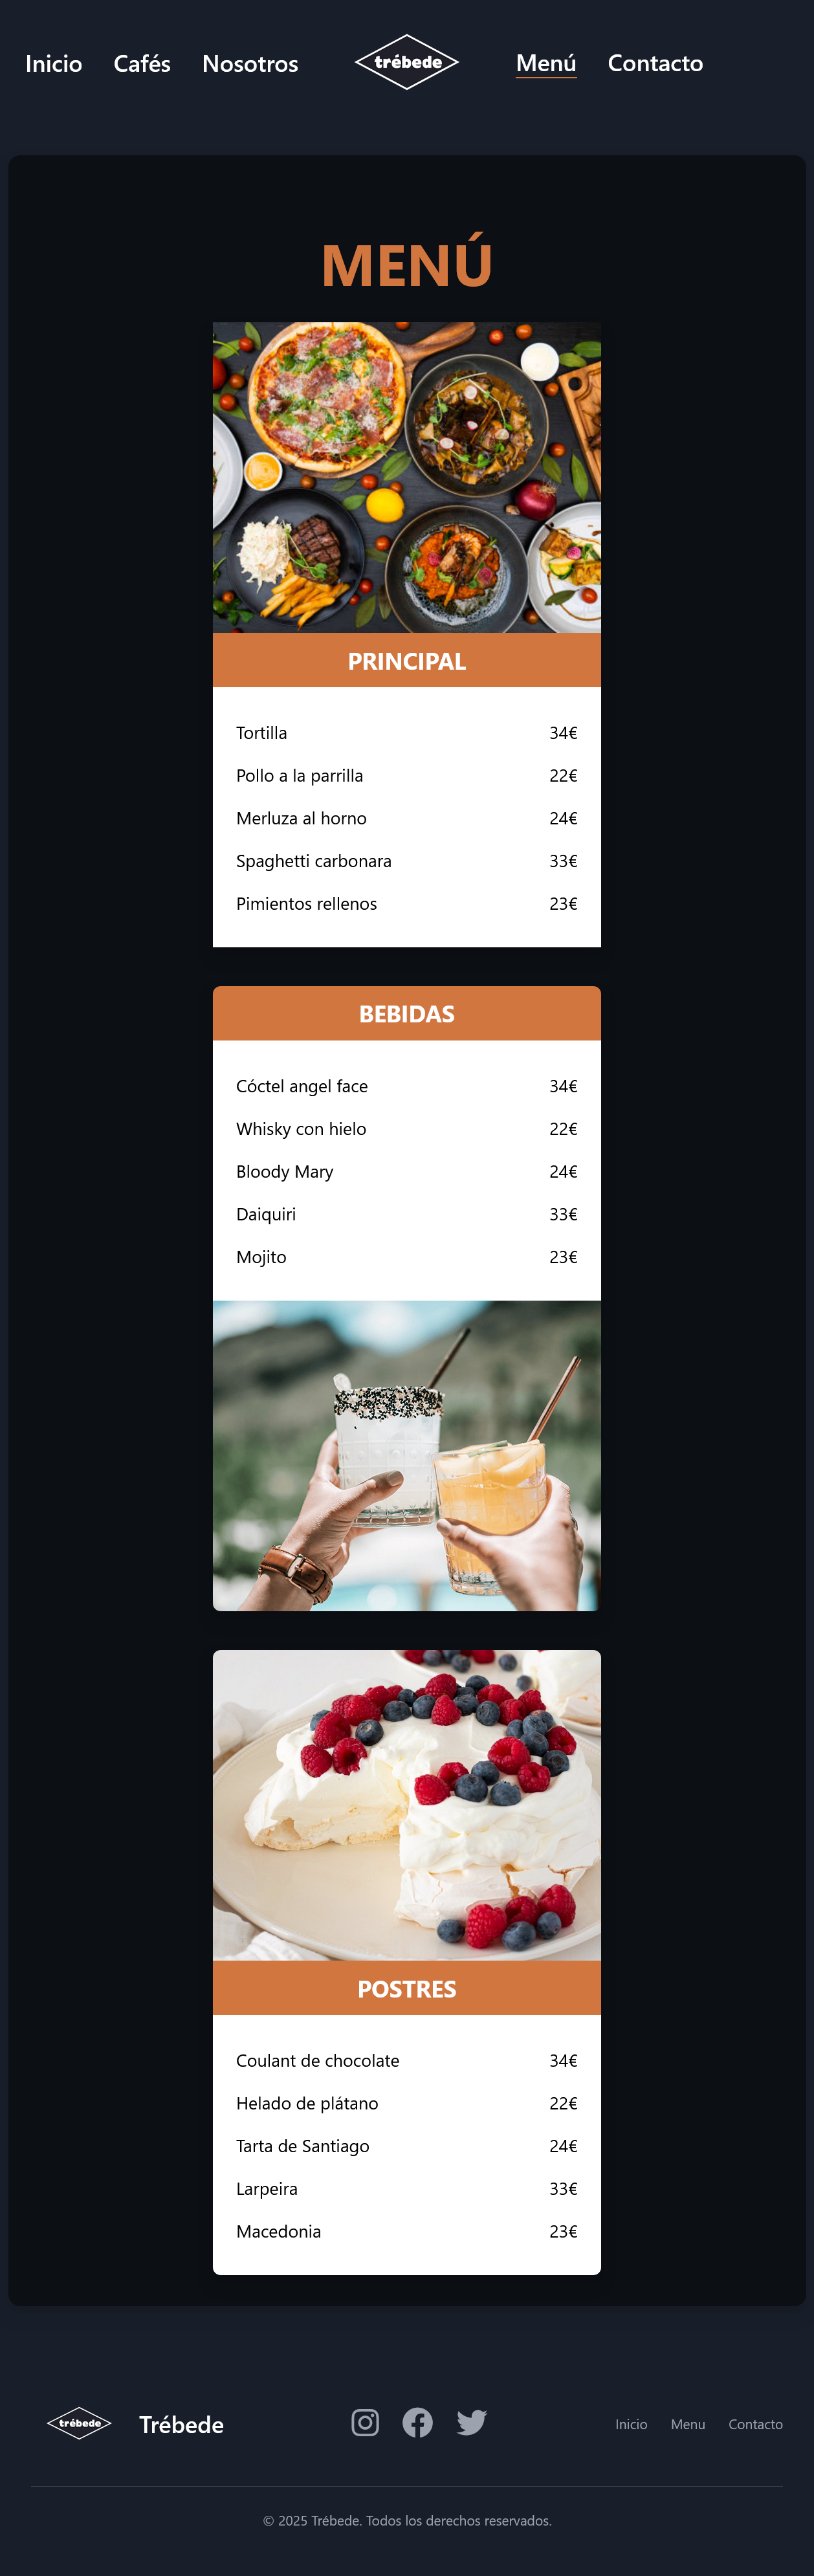 Inicio Cafés Nosotros trébede Menú Contacto
MENÚ
PRINCIPAL
Tortilla 34€
Pollo a la parrilla 22€
Merluza al horno 24€
Spaghetti carbonara 33€
Pimientos rellenos 23€
BEBIDAS
Cóctel angel face 34€
Whisky con hielo 22€
Bloody Mary 24€
Daiquiri 33€
Mojito 23€
POSTRES
Coulant de chocolate 34€
Helado de plátano 22€
Tarta de Santiago 24€
Larpeira 33€
Macedonia 23€
trébede Trébede Inicio Menu Contacto
© 2025 Trébede. Todos los derechos reservados.